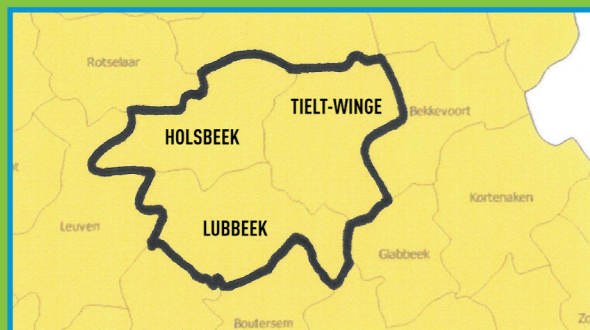 Rotselaar
TIELT-WINGE
Bekkevoort
HOLSBEEK
Kortenaken
LUBBEEK
Leuven
Glabbeek
Boutersem